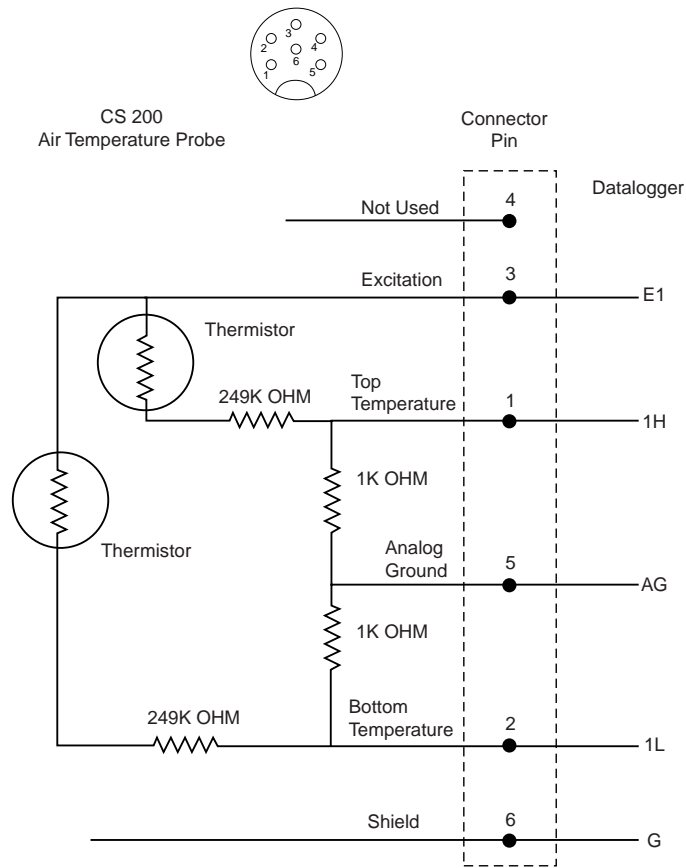 3
2
4
6
1
5
CS 200
Air Temperature Probe
Connector
Pin
Datalogger
Not Used
4
Excitation
3
E1
Thermistor
249K OHM
Top
Temperature
1
1H
1K OHM
Thermistor
Analog
Ground
5
AG
1K OHM
249K OHM
Bottom
Temperature
2
1L
Shield
6
G